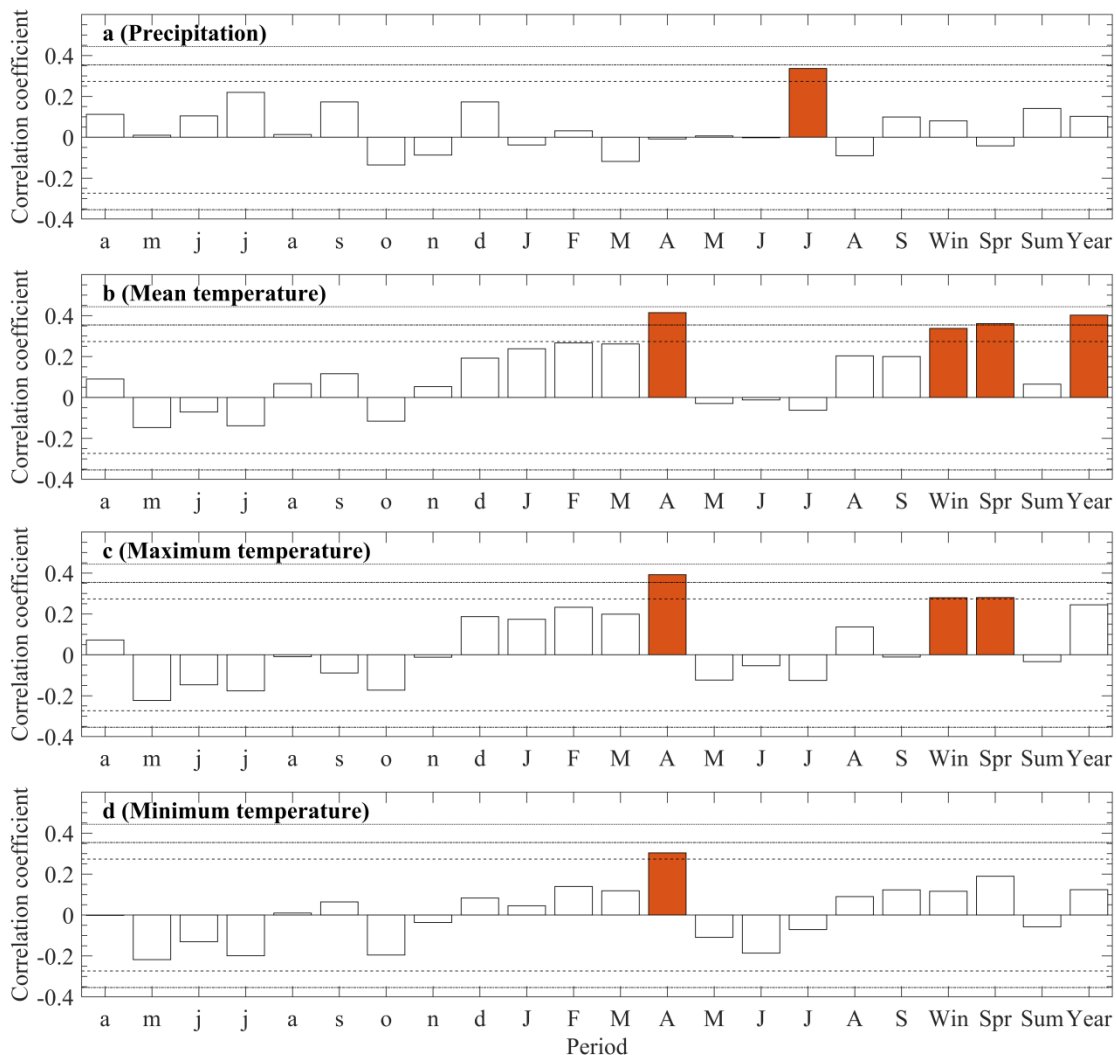 a (Precipitation)
Correlation coefficient
0.4
0.2
0
-0.2
-0.4
a m j j a s o n d J F M A M J J A S Win Spr Sum Year
b (Mean temperature)
Correlation coefficient
0.4
0.2
0
-0.2
-0.4
a m j j a s o n d J F M A M J J A S Win Spr Sum Year
c (Maximum temperature)
Correlation coefficient
0.4
0.2
0
-0.2
-0.4
a m j j a s o n d J F M A M J J A S Win Spr Sum Year
d (Minimum temperature)
Correlation coefficient
0.4
0.2
0
-0.2
-0.4
a m j j a s o n d J F M A M J J A S Win Spr Sum Year
Period